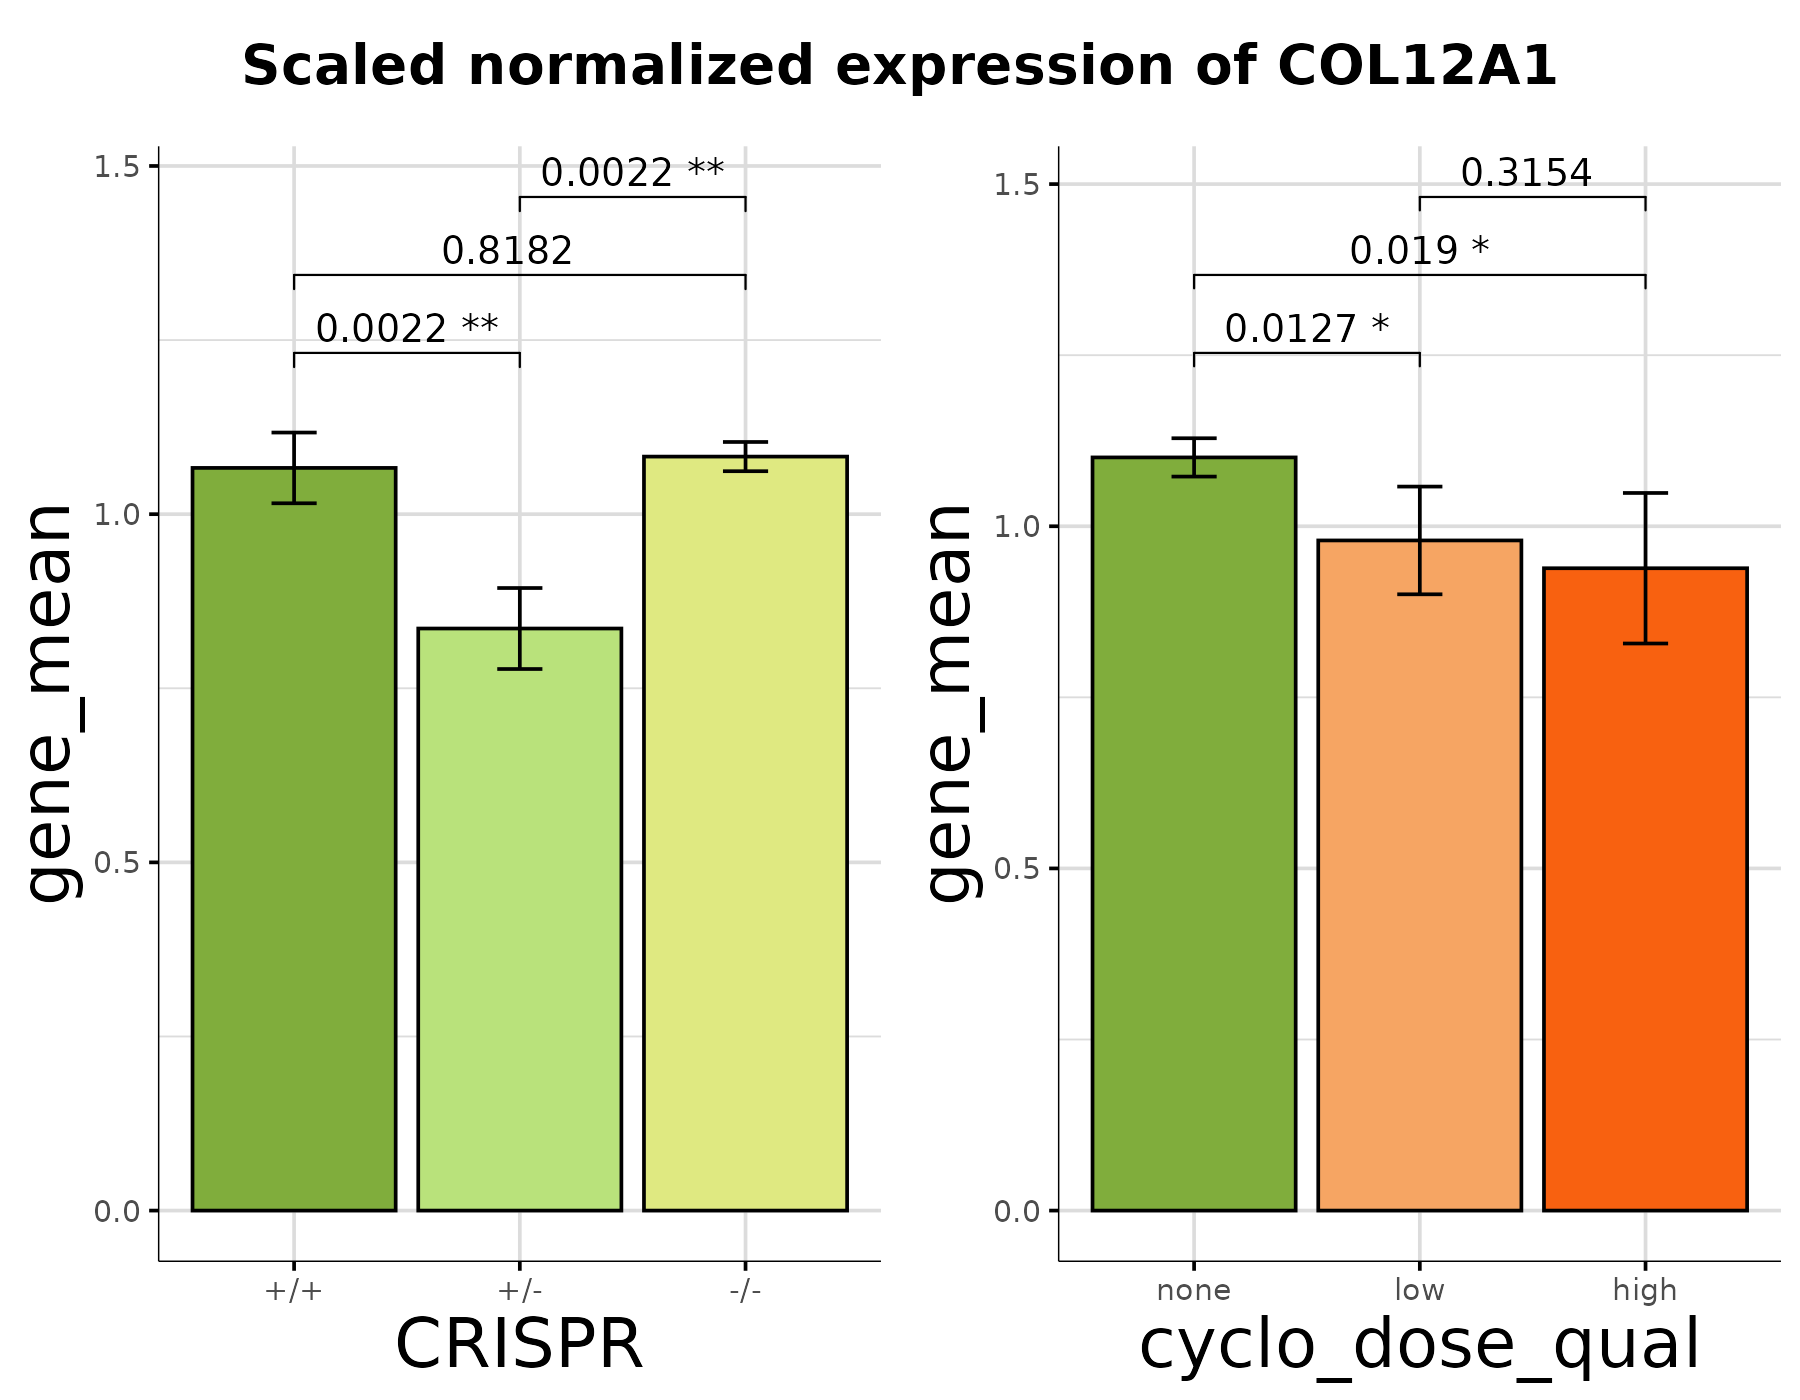 Scaled normalized expression of COL12A1
gene_mean
1.5
1.0
0.5
0.0
0.0022 **
0.8182
0.0022 **
+/+
+/-
-/-
CRISPR
gene_mean
1.5
1.0
0.5
0.0
0.3154
0.019 *
0.0127 *
none
low
high
cyclo_dose_qual